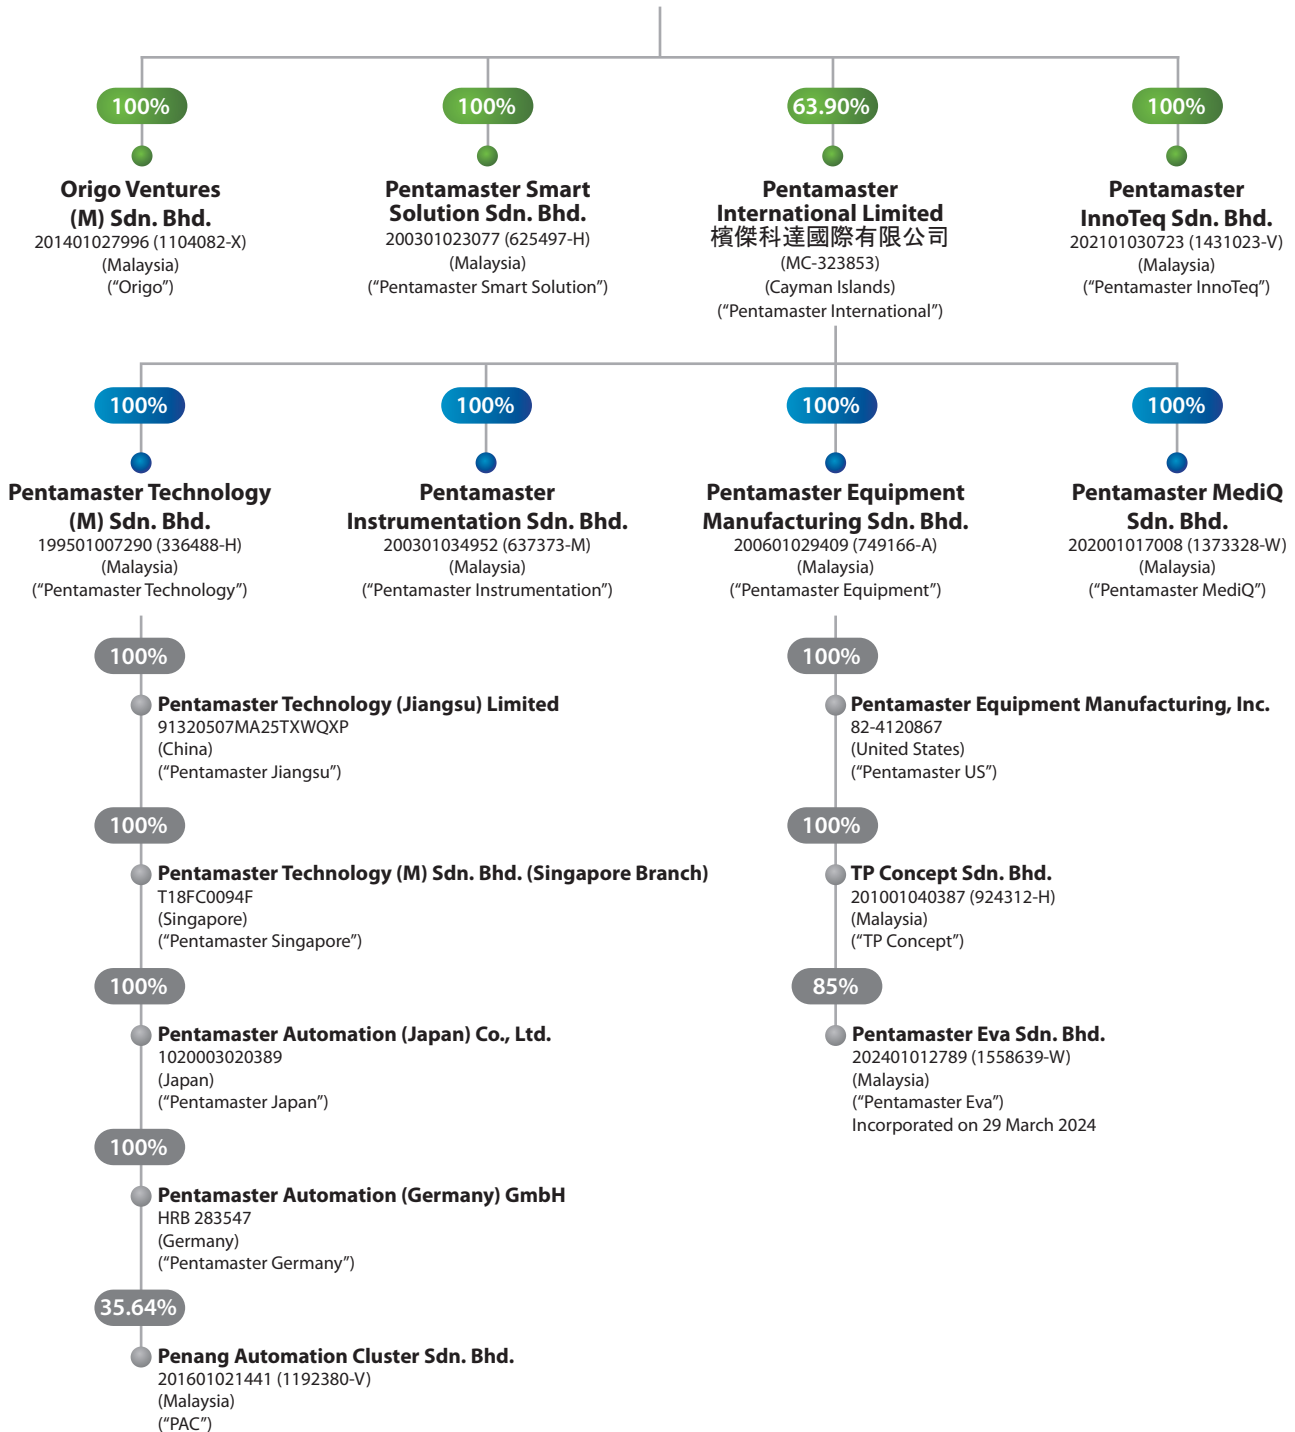 100%
100%
63.90%
100%
Origo Ventures
(M) Sdn. Bhd.
201401027996 (1104082-X)
(Malaysia)
(“Origo”)
Pentamaster Smart
Solution Sdn. Bhd.
200301023077 (625497-H)
(Malaysia)
(“Pentamaster Smart Solution”)
Pentamaster
International Limited
檳傑科達國際有限公司
(MC-323853)
(Cayman Islands)
(“Pentamaster International”)
Pentamaster
InnoTeq Sdn. Bhd.
202101030723 (1431023-V)
(Malaysia)
(“Pentamaster InnoTeq”)
100%
100%
100%
100%
Pentamaster Technology
(M) Sdn. Bhd.
199501007290 (336488-H)
(Malaysia)
(“Pentamaster Technology”)
Pentamaster
Instrumentation Sdn. Bhd.
200301034952 (637373-M)
(Malaysia)
(“Pentamaster Instrumentation”)
Pentamaster Equipment
Manufacturing Sdn. Bhd.
200601029409 (749166-A)
(Malaysia)
(“Pentamaster Equipment”)
Pentamaster MediQ
Sdn. Bhd.
202001017008 (1373328-W)
(Malaysia)
(“Pentamaster MediQ”)
100%
Pentamaster Technology (Jiangsu) Limited
91320507MA25TXWQXP
(China)
(“Pentamaster Jiangsu”)
100%
Pentamaster Technology (M) Sdn. Bhd. (Singapore Branch)
T18FC0094F
(Singapore)
(“Pentamaster Singapore”)
100%
Pentamaster Automation (Japan) Co., Ltd.
1020003020389
(Japan)
(“Pentamaster Japan”)
100%
Pentamaster Automation (Germany) GmbH
HRB 283547
(Germany)
(“Pentamaster Germany”)
35.64%
Penang Automation Cluster Sdn. Bhd.
201601021441 (1192380-V)
(Malaysia)
(“PAC”)
100%
Pentamaster Equipment Manufacturing, Inc.
82-4120867
(United States)
(“Pentamaster US”)
100%
TP Concept Sdn. Bhd.
201001040387 (924312-H)
(Malaysia)
(“TP Concept”)
85%
Pentamaster Eva Sdn. Bhd.
202401012789 (1558639-W)
(Malaysia)
(“Pentamaster Eva”)
Incorporated on 29 March 2024